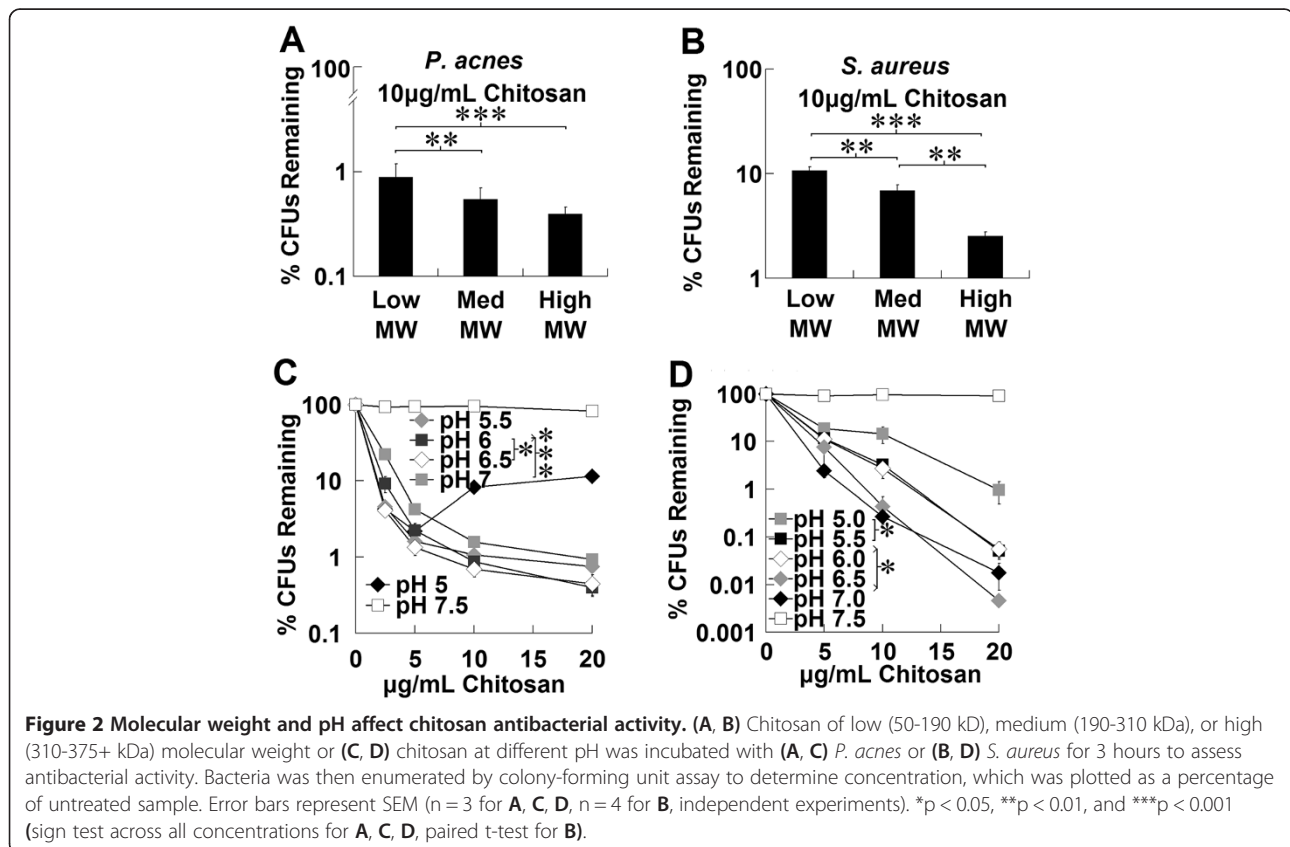 A
P. acnes
10µg/mL Chitosan
***
**
100
1
0.1
% CFUs Remaining
Low MW
Med MW
High MW
B
S. aureus
10µg/mL Chitosan
***
**
**
100
10
1
% CFUs Remaining
Low MW
Med MW
High MW
C
100
10
1
0.1
% CFUs Remaining
pH 5.5
pH 6
pH 6.5
pH 7
*
***
pH 5
pH 7.5
0 5 10 15 20
µg/mL Chitosan
D
100
10
1
0.1
0.01
0.001
% CFUs Remaining
pH 5.0
pH 5.5
pH 6.0
pH 6.5
pH 7.0
pH 7.5
*
*
0 5 10 15 20
µg/mL Chitosan
Figure 2 Molecular weight and pH affect chitosan antibacterial activity. (A, B) Chitosan of low (50-190 kD), medium (190-310 kDa), or high
(310-375+ kDa) molecular weight or (C, D) chitosan at different pH was incubated with (A, C) P. acnes or (B, D) S. aureus for 3 hours to assess
antibacterial activity. Bacteria was then enumerated by colony-forming unit assay to determine concentration, which was plotted as a percentage
of untreated sample. Error bars represent SEM (n = 3 for A, C, D, n = 4 for B, independent experiments). *p < 0.05, **p < 0.01, and ***p < 0.001
(sign test across all concentrations for A, C, D, paired t-test for B).